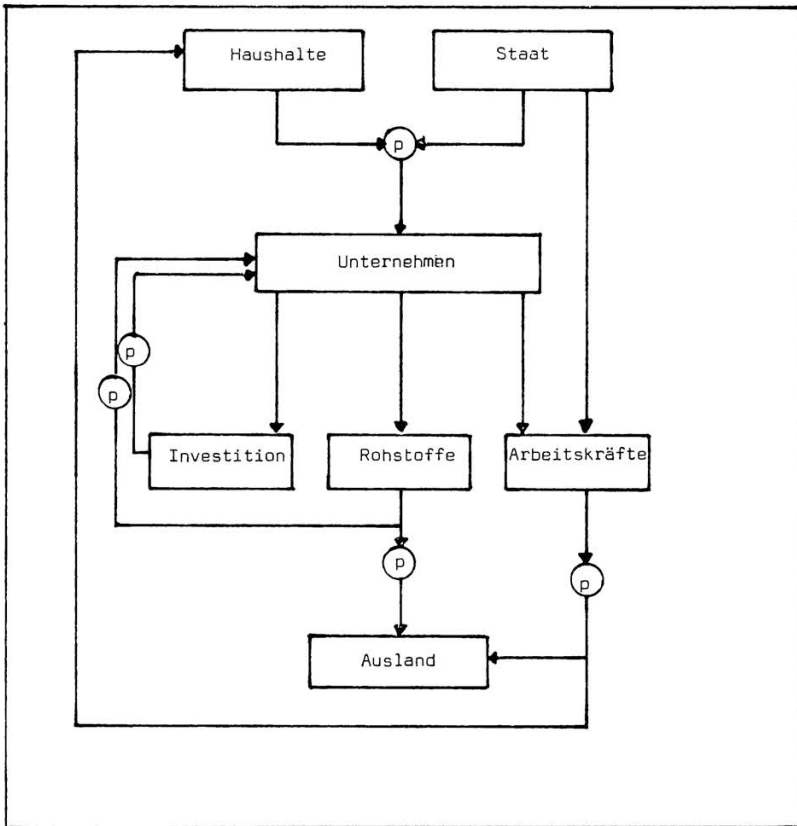 Haushalte
Staat
p
Unternehmen
p
p
Investition
Rohstoffe
Arbeitskräfte
p
p
Ausland